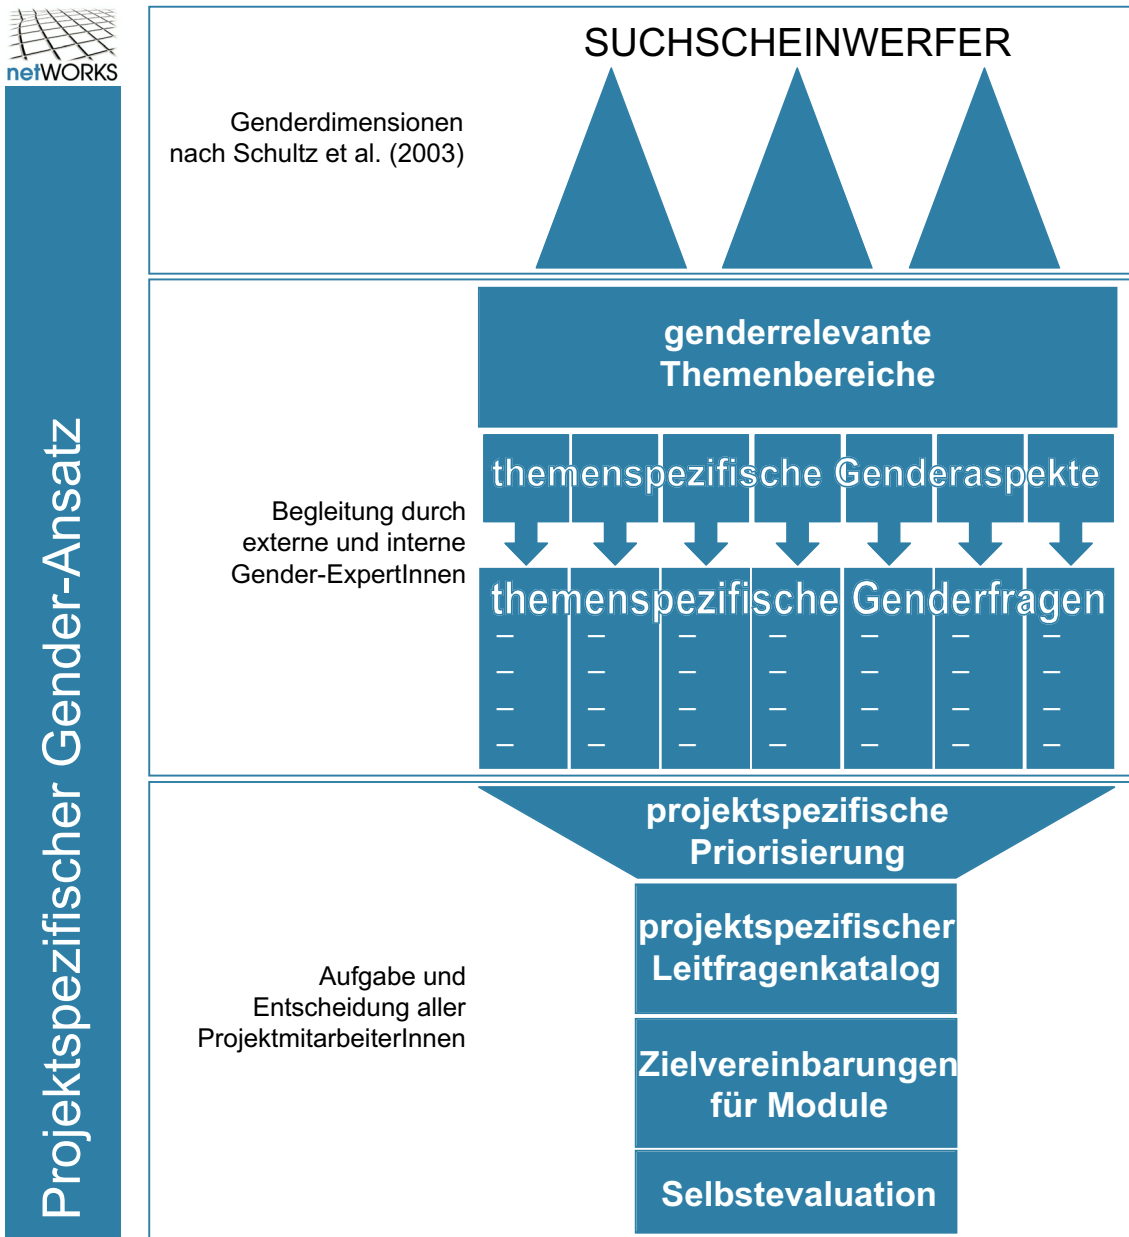 netWORKS
Projektspezifischer Gender-Ansatz
SUCHSCHEINWERFER
Genderdimensionen
nach Schultz et al. (2003)
genderrelevante
Themenbereiche
themenspezifische Genderaspekte
Begleitung durch
externe und interne
Gender-ExpertInnen
themenspezifische Genderfragen
– – – – – – –
– – – – – – –
– – – – – – –
– – – – – – –
projektspezifische
Priorisierung
projektspezifischer
Leitfragenkatalog
Aufgabe und
Entscheidung aller
ProjektmitarbeiterInnen
Zielvereinbarungen
für Module
Selbstevaluation